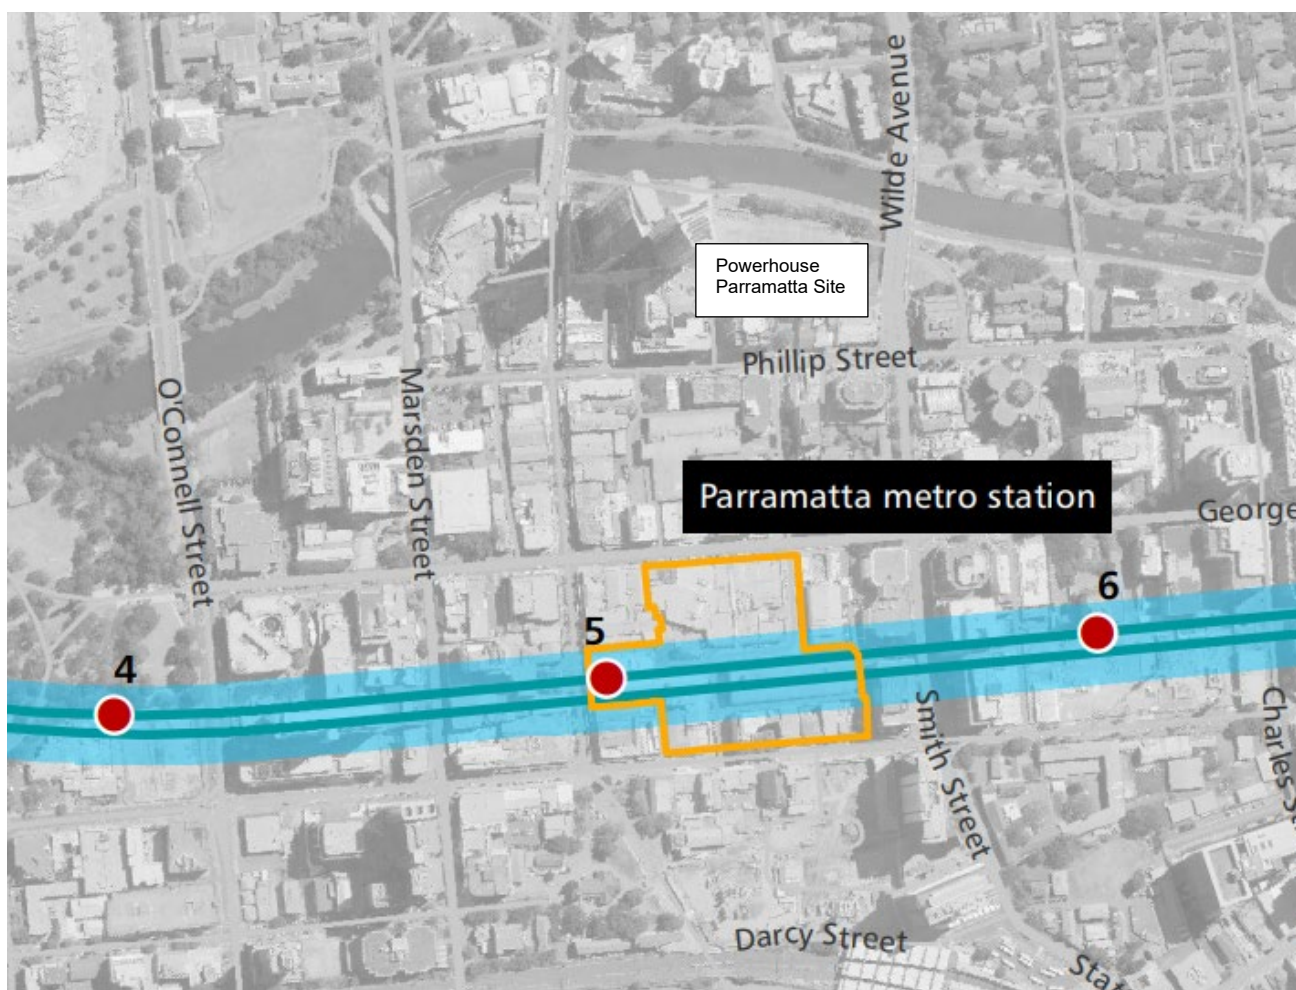 Wilde Avenue
Powerhouse
Parramatta Site
Phillip Street
O'Connell Street
Marsden Street
Parramatta metro station
George
4
5
6
Smith Street
Charles St
Darcy Street
Stat